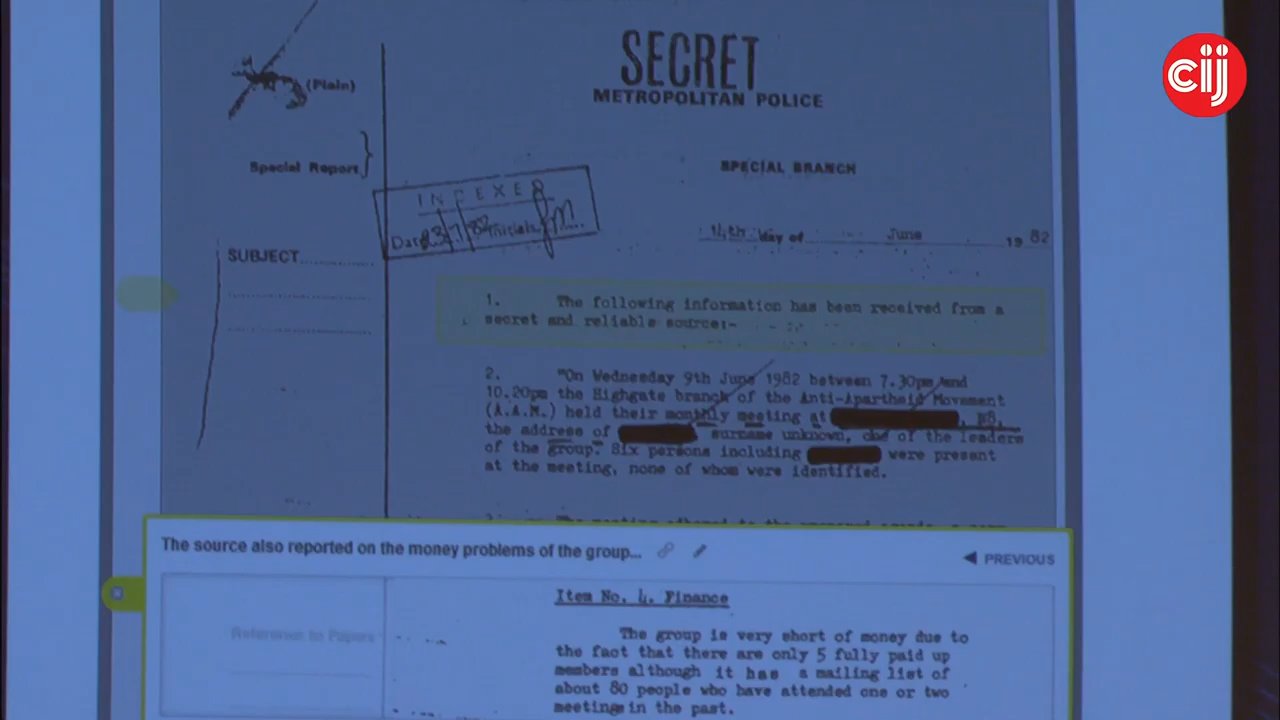 cij
SECRET
METROPOLITAN POLICE
(Plain)
Special Report
SPECIAL BRANCH
INDEXED
Date 23/7/82 Initials
14th day of June 19 82
SUBJECT
1. The following information has been received from a
secret and reliable source:-
2. "On Wednesday 9th June 1982 between 7.30pm and
10.20pm the Highgate branch of the Anti-Apartheid Movement
(A.A.M.) held their monthly meeting at , N6,
the address of surname unknown, one of the leaders
of the group. Six persons including were present
at the meeting, none of whom were identified.
The source also reported on the money problems of the group...
◀ PREVIOUS
Item No. 4. Finance
Reference to Papers
The group is very short of money due to
the fact that there are only 5 fully paid up
members although it has a mailing list of
about 80 people who have attended one or two
meetings in the past.